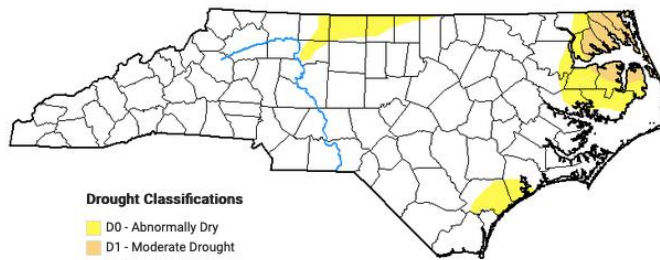 Drought Classifications
D0 - Abnormally Dry
D1 - Moderate Drought